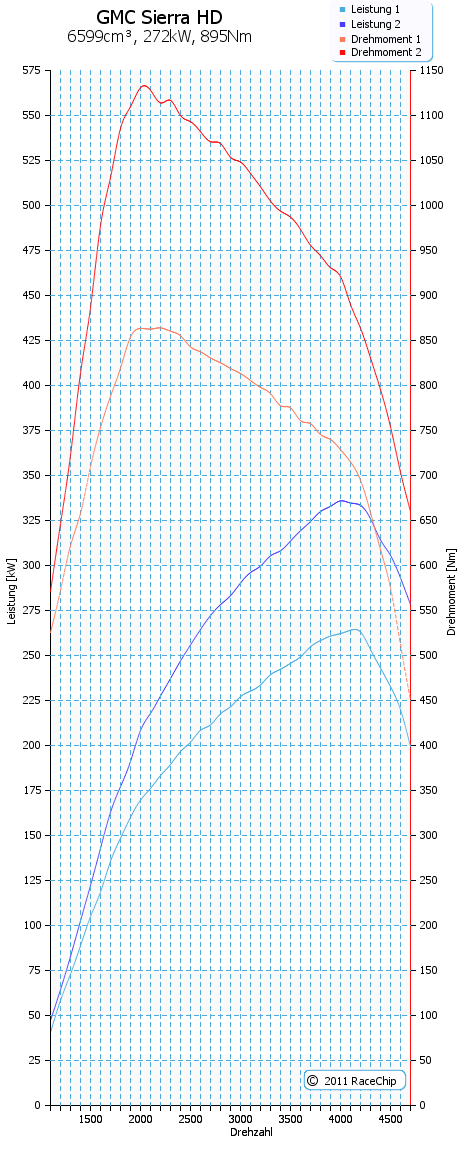 GMC Sierra HD
6599cm³, 272kW, 895Nm
Leistung 1
Leistung 2
Drehmoment 1
Drehmoment 2
575 1150
550 1100
525 1050
500 1000
475 950
450 900
425 850
400 800
375 750
350 700
325 650
300 600
275 550
250 500
225 450
200 400
175 350
150 300
125 250
100 200
75 150
50 100
25 50
0 0
Leistung [kW]
Drehmoment [Nm]
© 2011 RaceChip
1500 2000 2500 3000 3500 4000 4500
Drehzahl